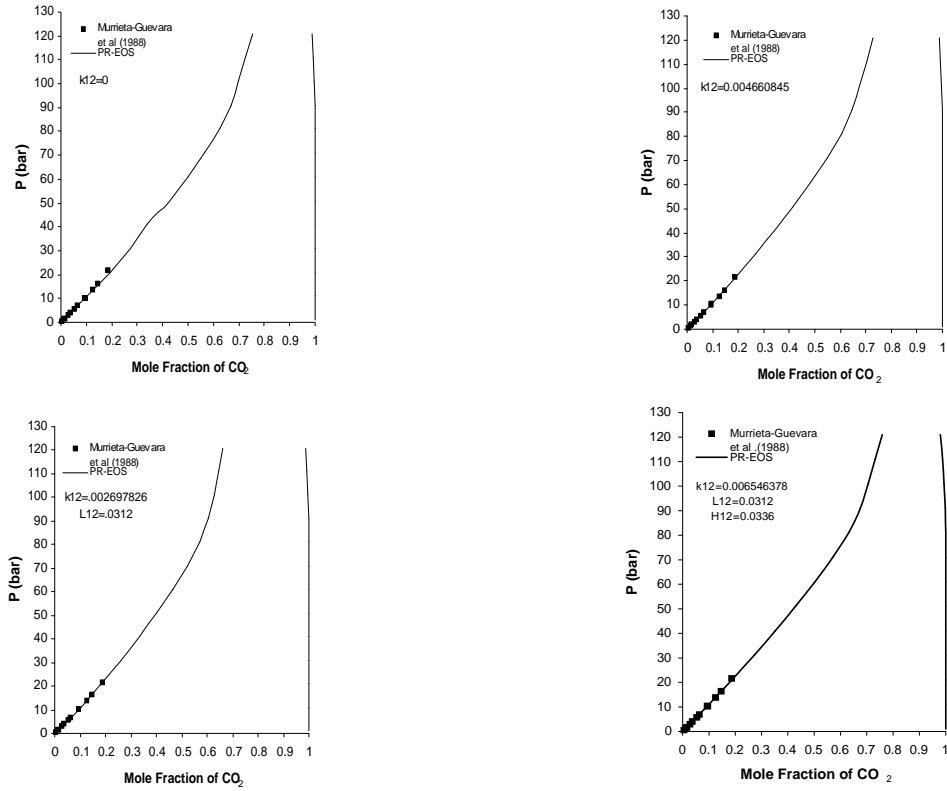 130
120
110
100
90
80
70
60
50
40
30
20
10
0
P (bar)
Murrieta-Guevara
et al (1988)
PR-EOS
k12=0
0 0.1 0.2 0.3 0.4 0.5 0.6 0.7 0.8 0.9 1
Mole Fraction of CO2
130
120
110
100
90
80
70
60
50
40
30
20
10
0
P (bar)
Murrieta-Guevara
et al (1988)
PR-EOS
k12=0.004660845
0 0.1 0.2 0.3 0.4 0.5 0.6 0.7 0.8 0.9 1
Mole Fraction of CO 2
130
120
110
100
90
80
70
60
50
40
30
20
10
0
P (bar)
Murrieta-Guevara
et al (1988)
PR-EOS
k12=.002697826
L12=.0312
0 0.1 0.2 0.3 0.4 0.5 0.6 0.7 0.8 0.9 1
Mole Fraction of CO2
130
120
110
100
90
80
70
60
50
40
30
20
10
0
P (bar)
Murrieta-Guevara
et al .(1988)
PR-EOS
k12=0.006546378
L12=0.0312
H12=0.0336
0 0.1 0.2 0.3 0.4 0.5 0.6 0.7 0.8 0.9 1
Mole Fraction of CO 2